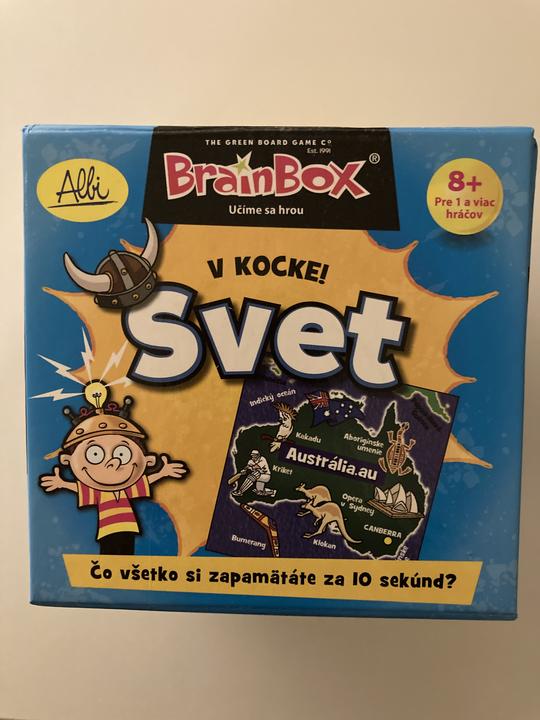 THE GREEN BOARD GAME Cº
Est. 1991
BrainBox®
Učíme sa hrou
Albi
8+
Pre 1 a viac
hráčov
V KOCKE!
Svet
Indický oceán
Kakadu
Aboriginske
umenie
Austrália.au
Kriket
Opera
v Sydney
CANBERRA
Bumerang
Klokan
Čo všetko si zapamätáte za 10 sekúnd?